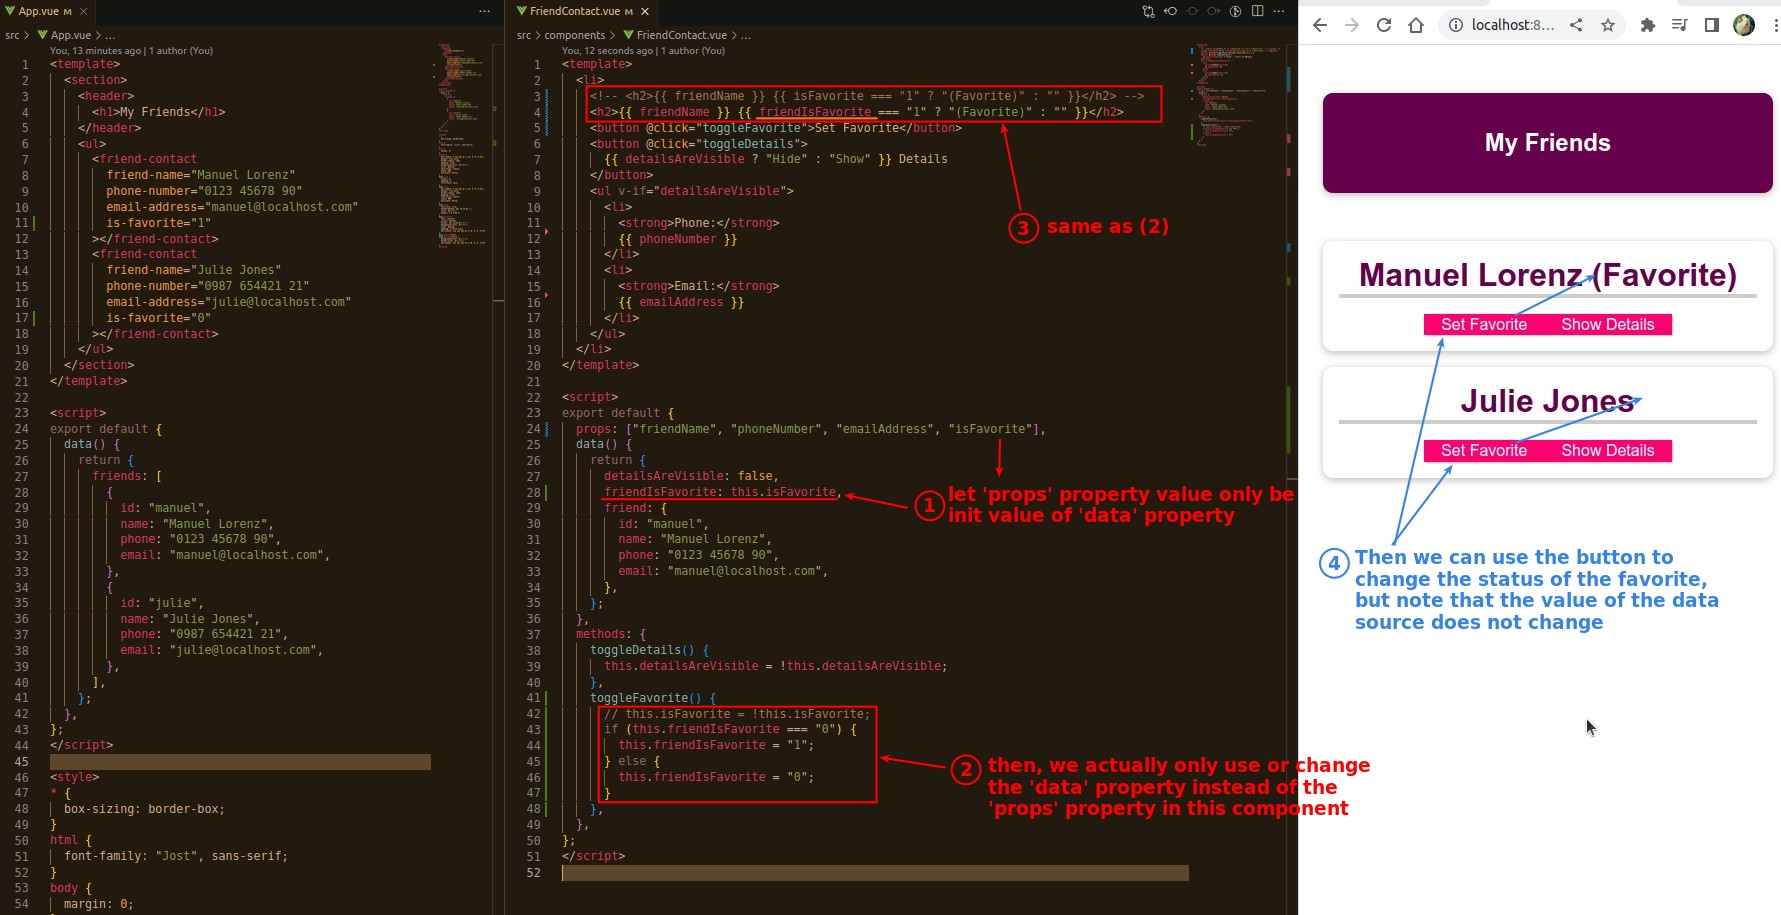 App.vue M ×
···
src > App.vue > ...
You, 13 minutes ago | 1 author (You)
1 <template>
2 <section>
3 <header>
4 <h1>My Friends</h1>
5 </header>
6 <ul>
7 <friend-contact
8 friend-name="Manuel Lorenz"
9 phone-number="0123 45678 90"
10 email-address="manuel@localhost.com"
11 is-favorite="1"
12 ></friend-contact>
13 <friend-contact
14 friend-name="Julie Jones"
15 phone-number="0987 654421 21"
16 email-address="julie@localhost.com"
17 is-favorite="0"
18 ></friend-contact>
19 </ul>
20 </section>
21 </template>
22
23 <script>
24 export default {
25 data() {
26 return {
27 friends: [
28 {
29 id: "manuel",
30 name: "Manuel Lorenz",
31 phone: "0123 45678 90",
32 email: "manuel@localhost.com",
33 },
34 {
35 id: "julie",
36 name: "Julie Jones",
37 phone: "0987 654421 21",
38 email: "julie@localhost.com",
39 },
40 ],
41 };
42 },
43 };
44 </script>
45
46 <style>
47 * {
48 box-sizing: border-box;
49 }
50 html {
51 font-family: "Jost", sans-serif;
52 }
53 body {
54 margin: 0;
FriendContact.vue M ×
···
src > components > FriendContact.vue > ...
You, 12 seconds ago | 1 author (You)
1 <template>
2 <li>
3 <!-- <h2>{{ friendName }} {{ isFavorite === "1" ? "(Favorite)" : "" }}</h2> -->
4 <h2>{{ friendName }} {{ friendIsFavorite === "1" ? "(Favorite)" : "" }}</h2>
5 <button @click="toggleFavorite">Set Favorite</button>
6 <button @click="toggleDetails">
7 {{ detailsAreVisible ? "Hide" : "Show" }} Details
8 </button>
9 <ul v-if="detailsAreVisible">
10 <li>
11 <strong>Phone:</strong>
12 {{ phoneNumber }}
13 </li>
14 <li>
15 <strong>Email:</strong>
16 {{ emailAddress }}
17 </li>
18 </ul>
19 </li>
20 </template>
21
22 <script>
23 export default {
24 props: ["friendName", "phoneNumber", "emailAddress", "isFavorite"],
25 data() {
26 return {
27 detailsAreVisible: false,
28 friendIsFavorite: this.isFavorite,
29 friend: {
30 id: "manuel",
31 name: "Manuel Lorenz",
32 phone: "0123 45678 90",
33 email: "manuel@localhost.com",
34 },
35 };
36 },
37 methods: {
38 toggleDetails() {
39 this.detailsAreVisible = !this.detailsAreVisible;
40 },
41 toggleFavorite() {
42 // this.isFavorite = !this.isFavorite;
43 if (this.friendIsFavorite === "0") {
44 this.friendIsFavorite = "1";
45 } else {
46 this.friendIsFavorite = "0";
47 }
48 },
49 },
50 };
51 </script>
52
3 same as (2)
1 let 'props' property value only be
init value of 'data' property
2 then, we actually only use or change
the 'data' property instead of the
'props' property in this component
localhost:8...
My Friends
Manuel Lorenz (Favorite)
Set Favorite Show Details
Julie Jones
Set Favorite Show Details
4 Then we can use the button to
change the status of the favorite,
but note that the value of the data
source does not change